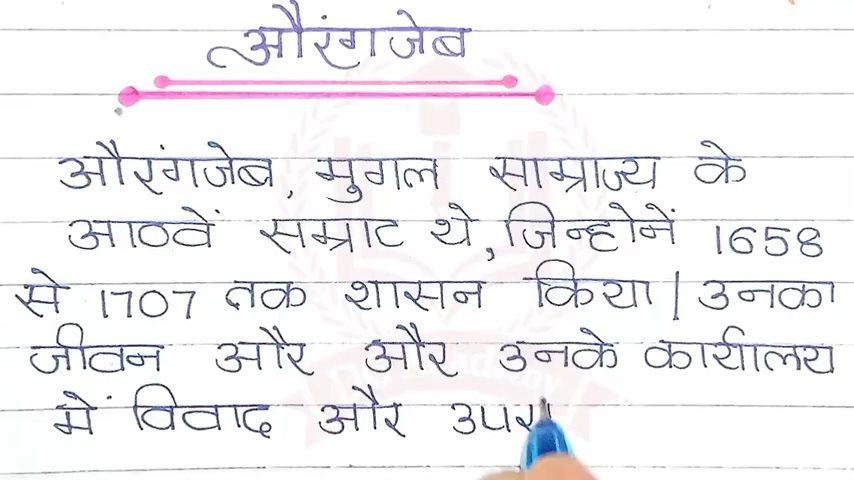 औरंगजेब
औरंगजेब, मुगल साम्राज्य के
आठवें सम्राट थे, जिन्होनें 1658
से 1707 तक शासन किया | उनका
जीवन और और उनके कार्यालय
में विवाद और